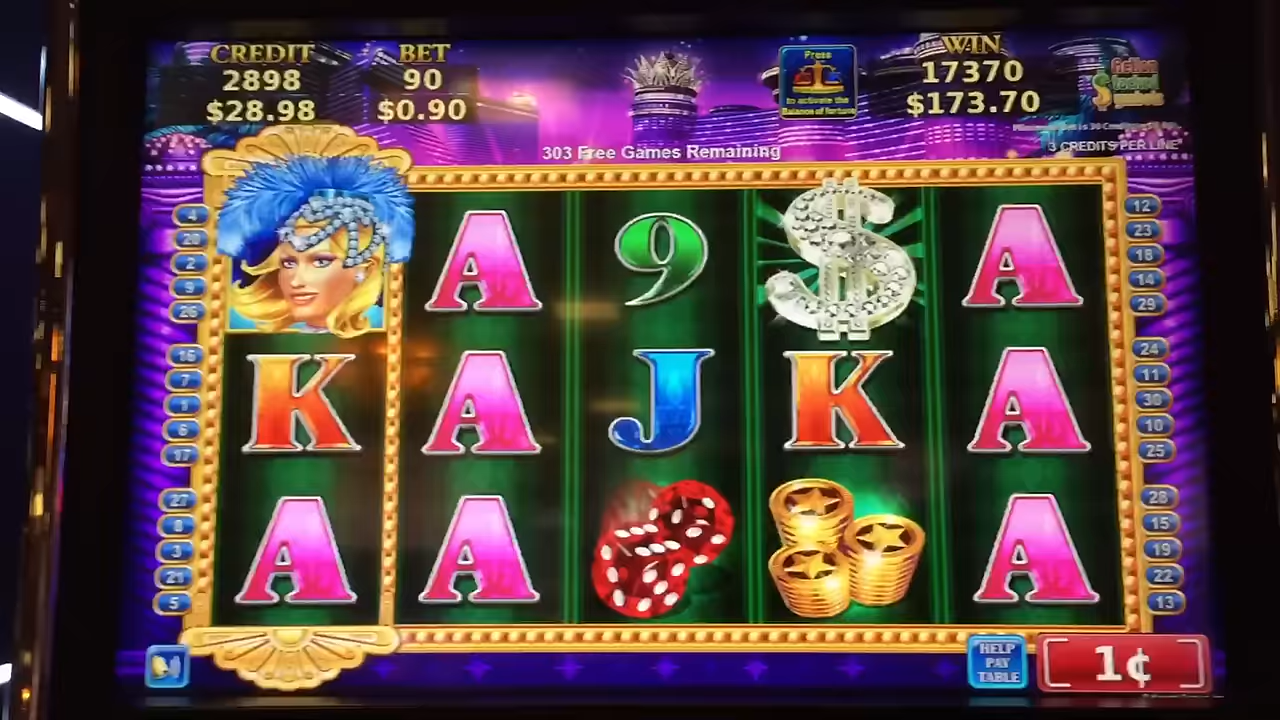 CREDIT BET WIN
2898 90 17370
$28.98 $0.90 $173.70
Press
to activate the
Balance of fortune
Action
Stacked
Symbols
303 Free Games Remaining
3 CREDITS PER LINE
4 12
20 23
2 18
9 14
26 29
A 9 $ A
16 24
7 11
1 30
6 10
17 25
K A J K A
27 28
8 15
3 19
21 22
5 13
A A A
HELP
PAY
TABLE
1¢